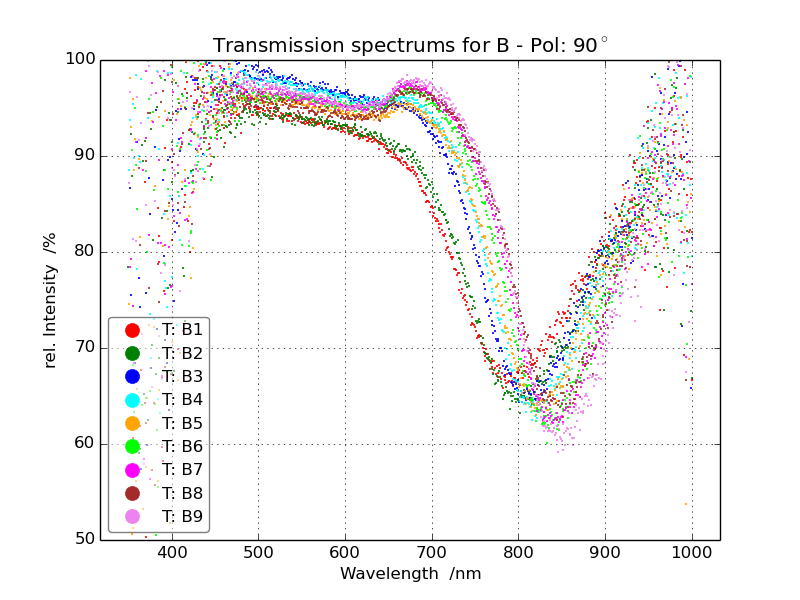 Transmission spectrums for B - Pol: 90°
100
90
80
70
60
50
rel. Intensity /%
T: B1
T: B2
T: B3
T: B4
T: B5
T: B6
T: B7
T: B8
T: B9
400 500 600 700 800 900 1000
Wavelength /nm